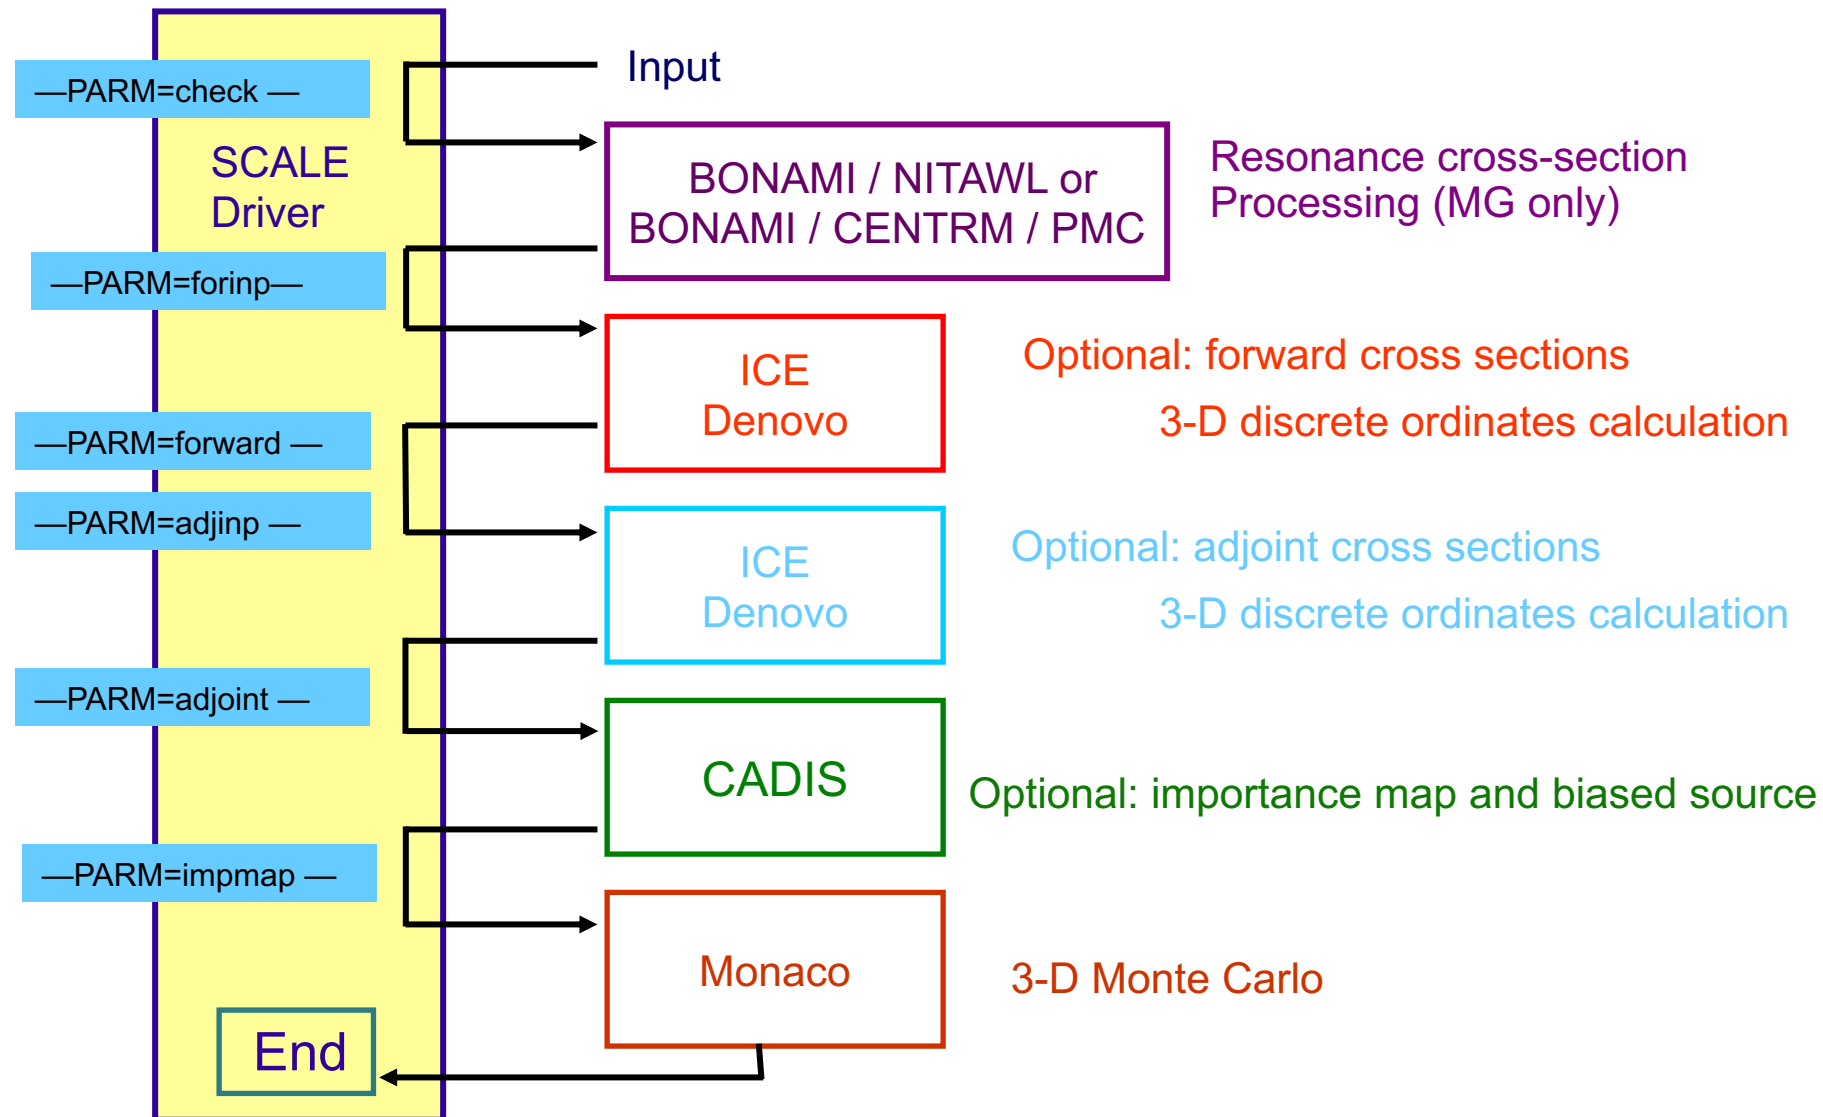 Input
—PARM=check —
SCALE
Driver
BONAMI / NITAWL or
BONAMI / CENTRM / PMC
Resonance cross-section
Processing (MG only)
—PARM=forinp—
ICE
Denovo
Optional: forward cross sections
3-D discrete ordinates calculation
—PARM=forward —
—PARM=adjinp —
ICE
Denovo
Optional: adjoint cross sections
3-D discrete ordinates calculation
—PARM=adjoint —
CADIS
Optional: importance map and biased source
—PARM=impmap —
Monaco
3-D Monte Carlo
End